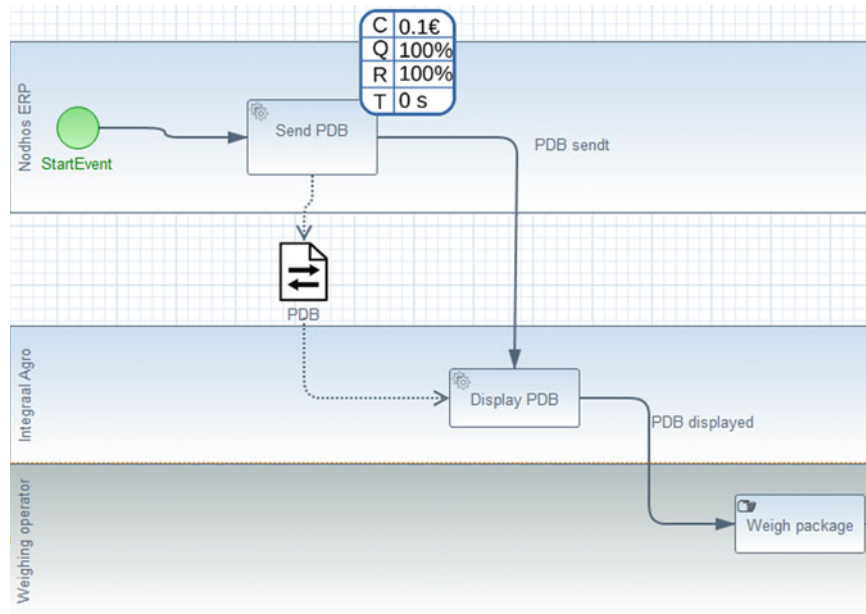 C 0.1€
Q 100%
R 100%
T 0 s
Nodhos ERP
StartEvent
Send PDB
PDB sendt
PDB
Integraal Agro
Display PDB
PDB displayed
Weighing operator
Weigh package